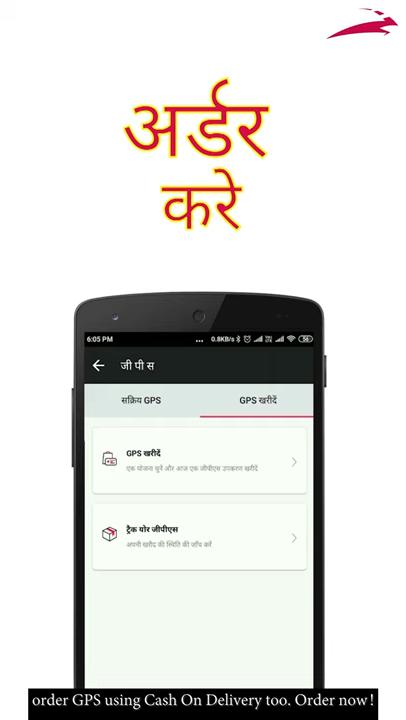 अर्डर
करे
6:05 PM ... 0.8KB/s 56
जी पी स
सक्रिय GPS GPS खरीदें
GPS खरीदें
एक योजना चुनें और आज एक जीपीएस उपकरण खरीदें
ट्रैक योर जीपीएस
अपनी खरीद की स्थिति की जाँच करें
order GPS using Cash On Delivery too. Order now!